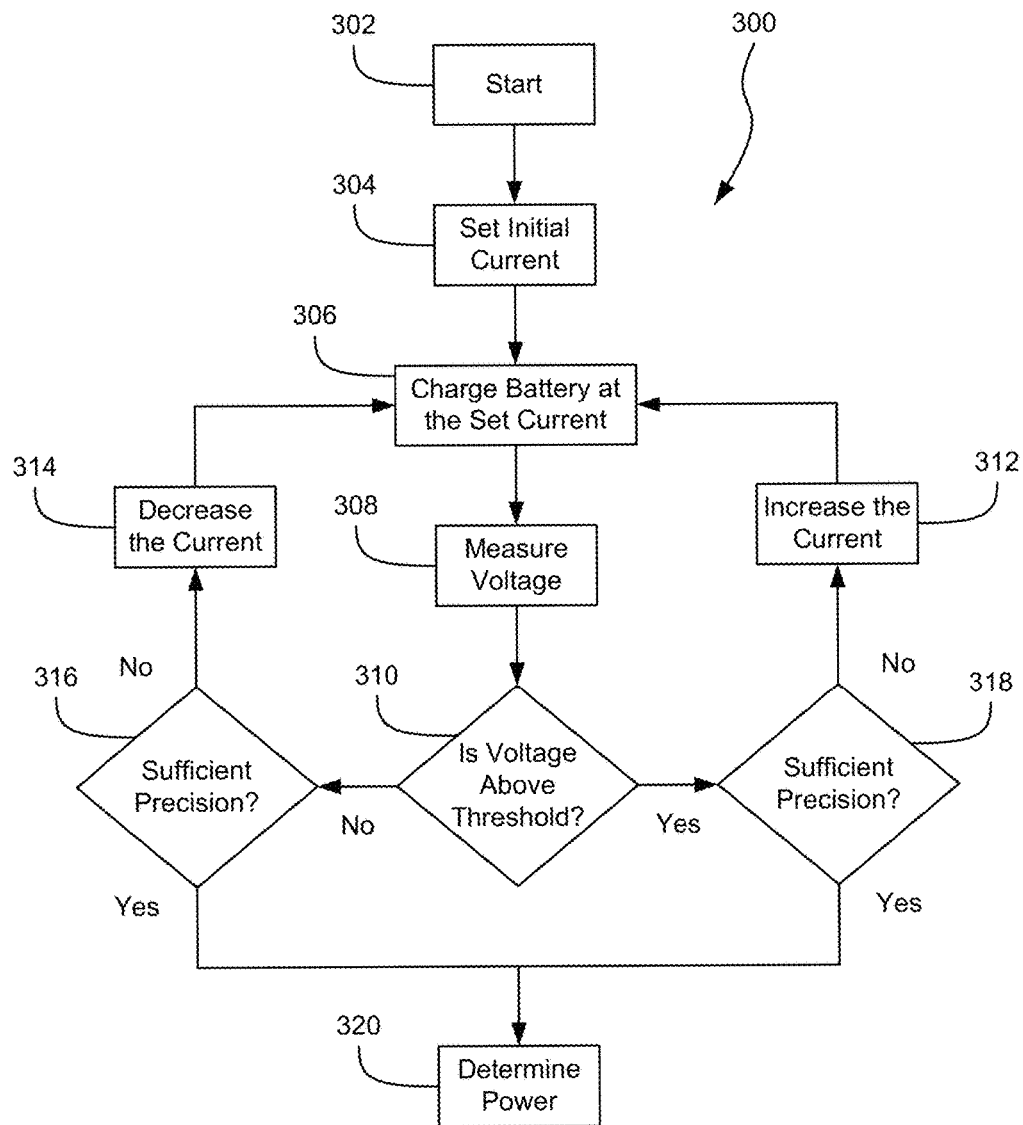 302
300
Start
304
Set Initial
Current
306
Charge Battery at
the Set Current
314
Decrease
the Current
308
Measure
Voltage
312
Increase the
Current
No
No
316
310
318
Sufficient
Precision?
Is Voltage
Above
Threshold?
Sufficient
Precision?
No
Yes
Yes
Yes
320
Determine
Power